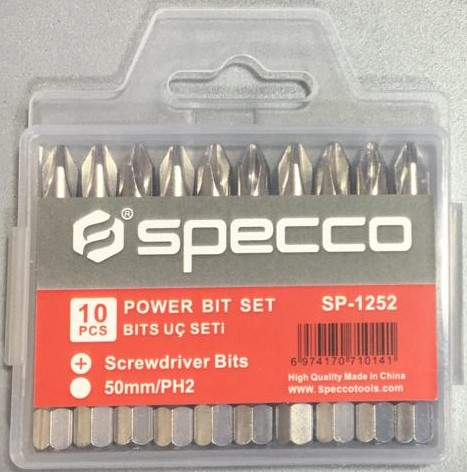 ® specco
10 PCS
POWER BIT SET
BITS UÇ SETi
SP-1252
Screwdriver Bits
50mm/PH2
6 974170 710141
High Quality Made in China
www.speccotools.com